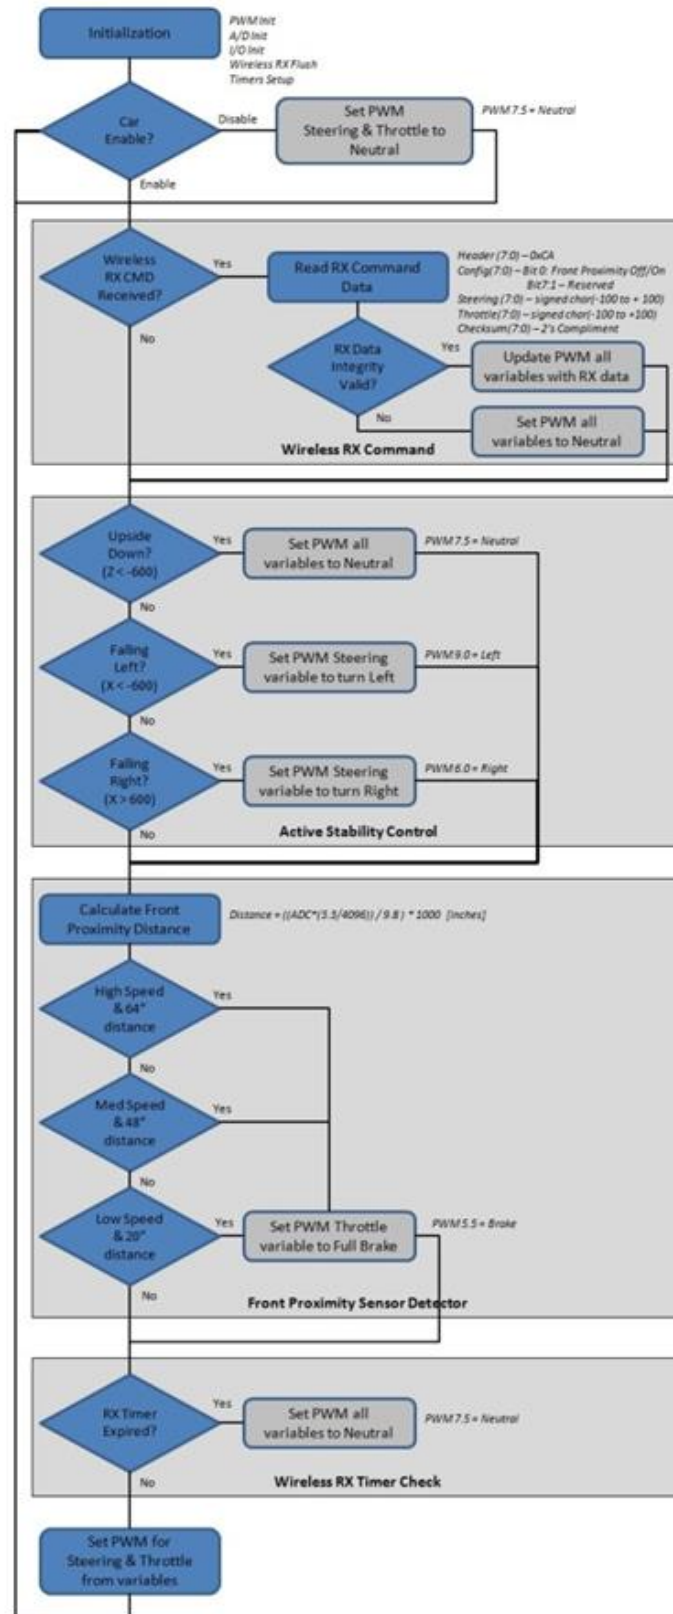 Initialization
PWM Init
A/D Init
I/O Init
Wireless RX Flush
Timers Setup
Car
Enable?
Disable
Set PWM
Steering & Throttle to
Neutral
PWM 7.5 = Neutral
Enable
Wireless
RX CMD
Received?
Yes
Read RX Command
Data
Header (7:0) – 0xCA
Config(7:0) – Bit 0: Front Proximity Off/On
Bit7:1 – Reserved
Steering (7:0) – signed char(-100 to + 100)
Throttle(7:0) – signed char(-100 to +100)
Checksum(7:0) – 2's Compliment
No
RX Data
Integrity
Valid?
Yes
Update PWM all
variables with RX data
No
Set PWM all
variables to Neutral
Wireless RX Command
Upside
Down?
(Z < -600)
Yes
Set PWM all
variables to Neutral
PWM 7.5 = Neutral
No
Falling
Left?
(X < -600)
Yes
Set PWM Steering
variable to turn Left
PWM 9.0 = Left
No
Falling
Right?
(X > 600)
Yes
Set PWM Steering
variable to turn Right
PWM 6.0 = Right
No
Active Stability Control
Calculate Front
Proximity Distance
Distance = ((ADC*(3.3/4096)) / 9.8 ) * 1000 [inches]
High Speed
& 64"
distance
Yes
No
Med Speed
& 48"
distance
Yes
No
Low Speed
& 20"
distance
Yes
Set PWM Throttle
variable to Full Brake
PWM 5.5 = Brake
No
Front Proximity Sensor Detector
RX Timer
Expired?
Yes
Set PWM all
variables to Neutral
PWM 7.5 = Neutral
No
Wireless RX Timer Check
Set PWM for
Steering & Throttle
from variables